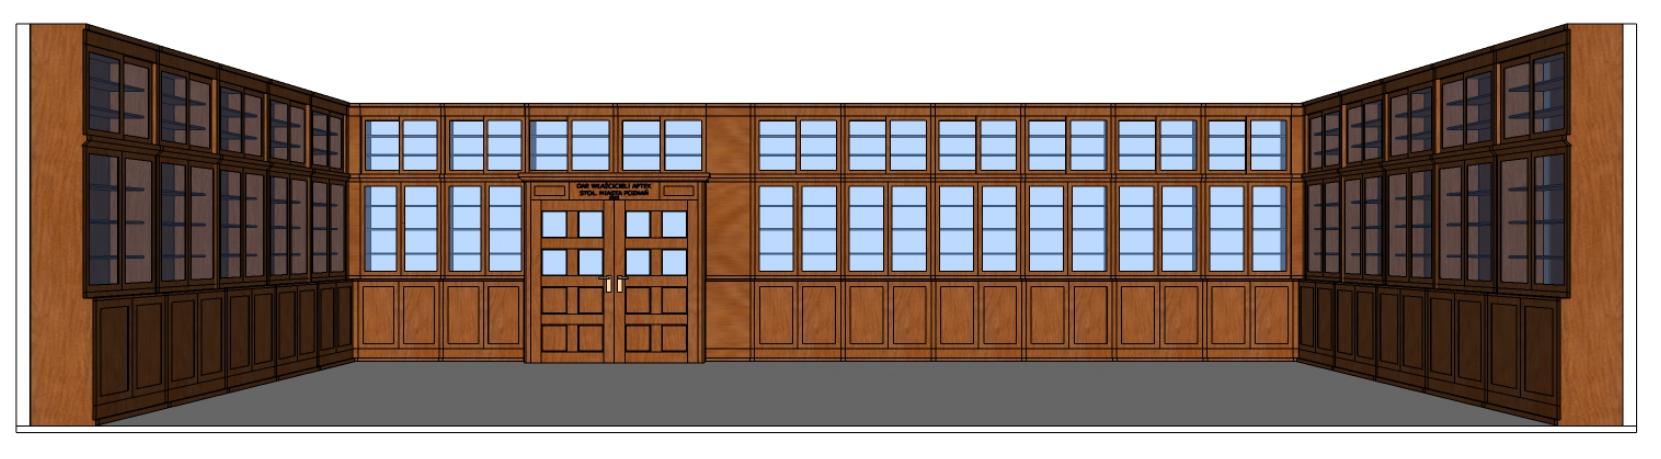 DAR WŁAŚCICIELI APTEK
STOŁ. MIASTA POZNAŃ